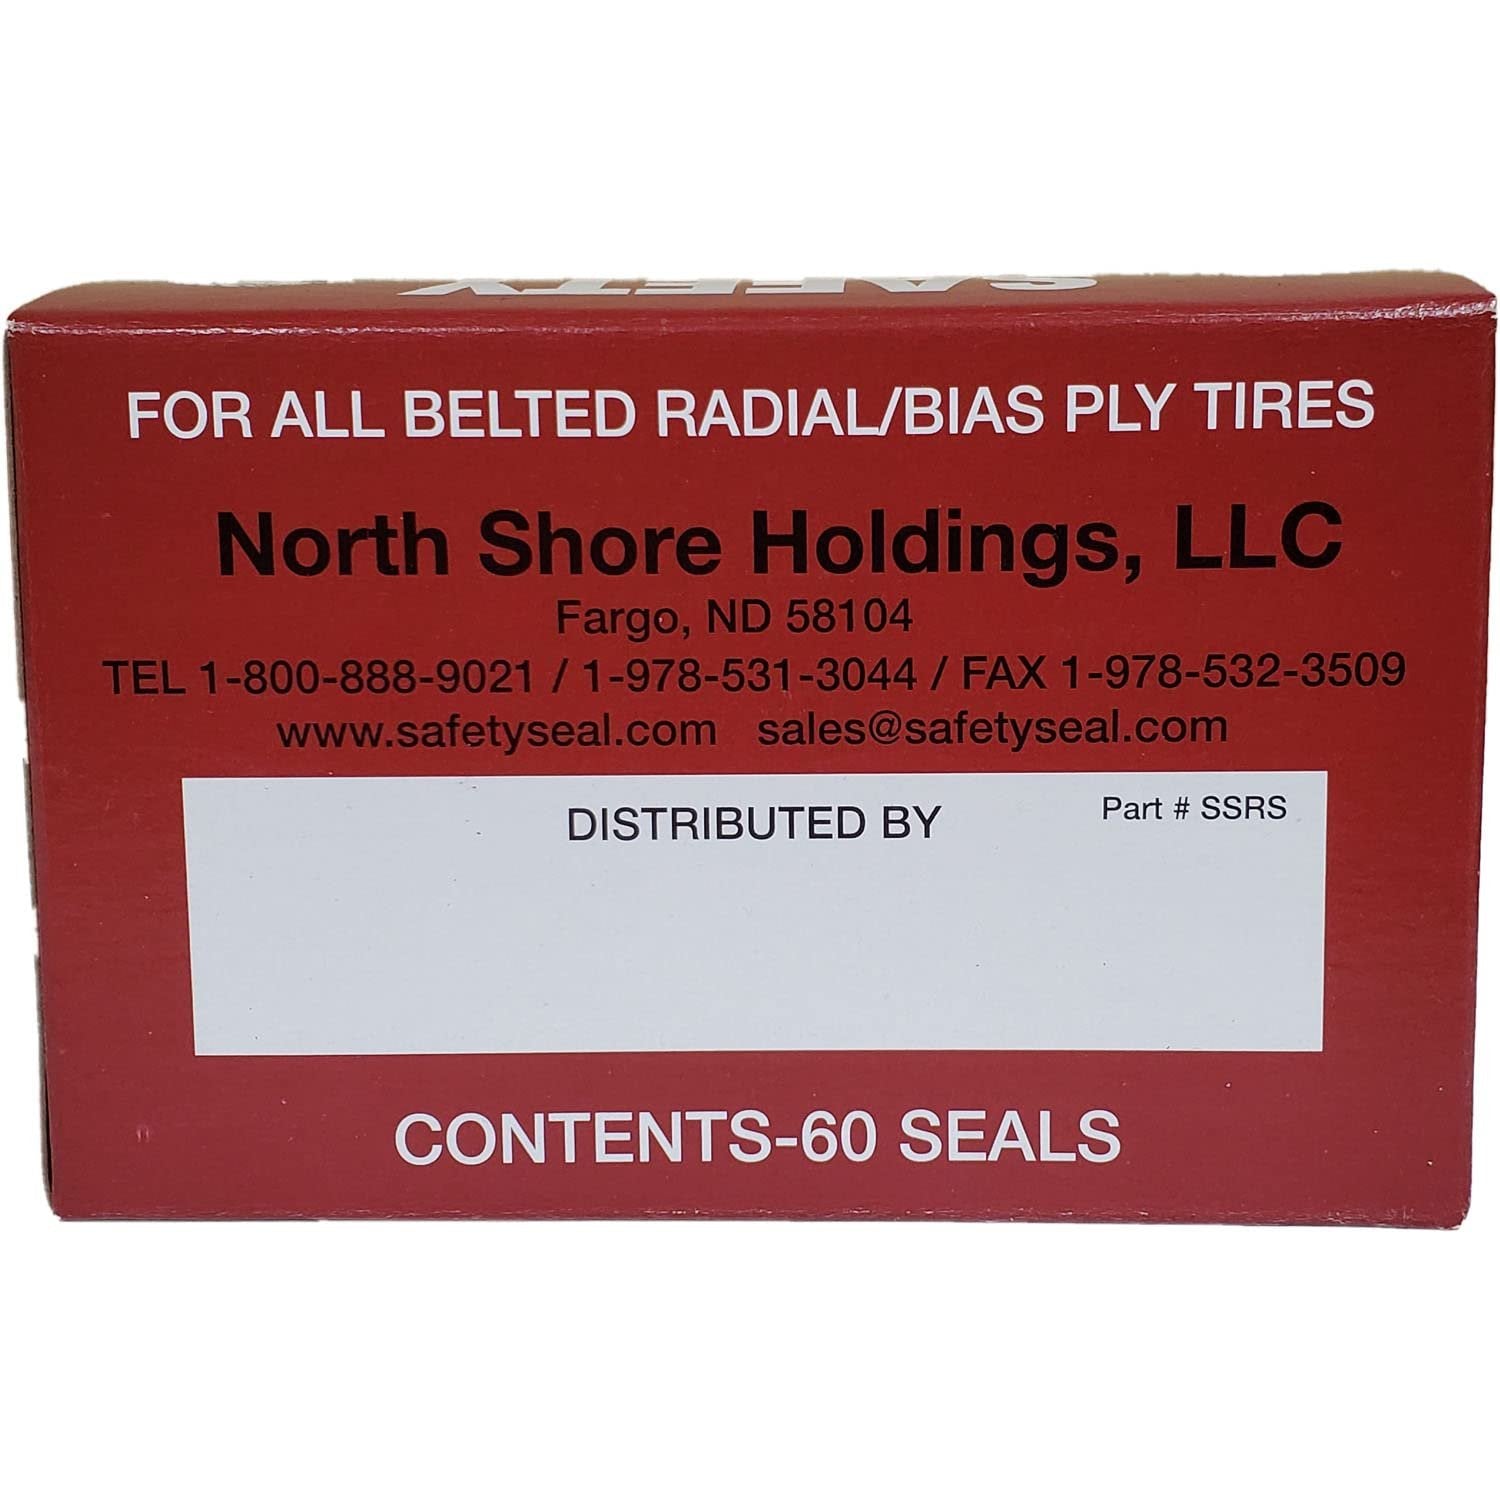 SAFETY
FOR ALL BELTED RADIAL/BIAS PLY TIRES
North Shore Holdings, LLC
Fargo, ND 58104
TEL 1-800-888-9021 / 1-978-531-3044 / FAX 1-978-532-3509
www.safetyseal.com sales@safetyseal.com
DISTRIBUTED BY Part # SSRS
CONTENTS-60 SEALS